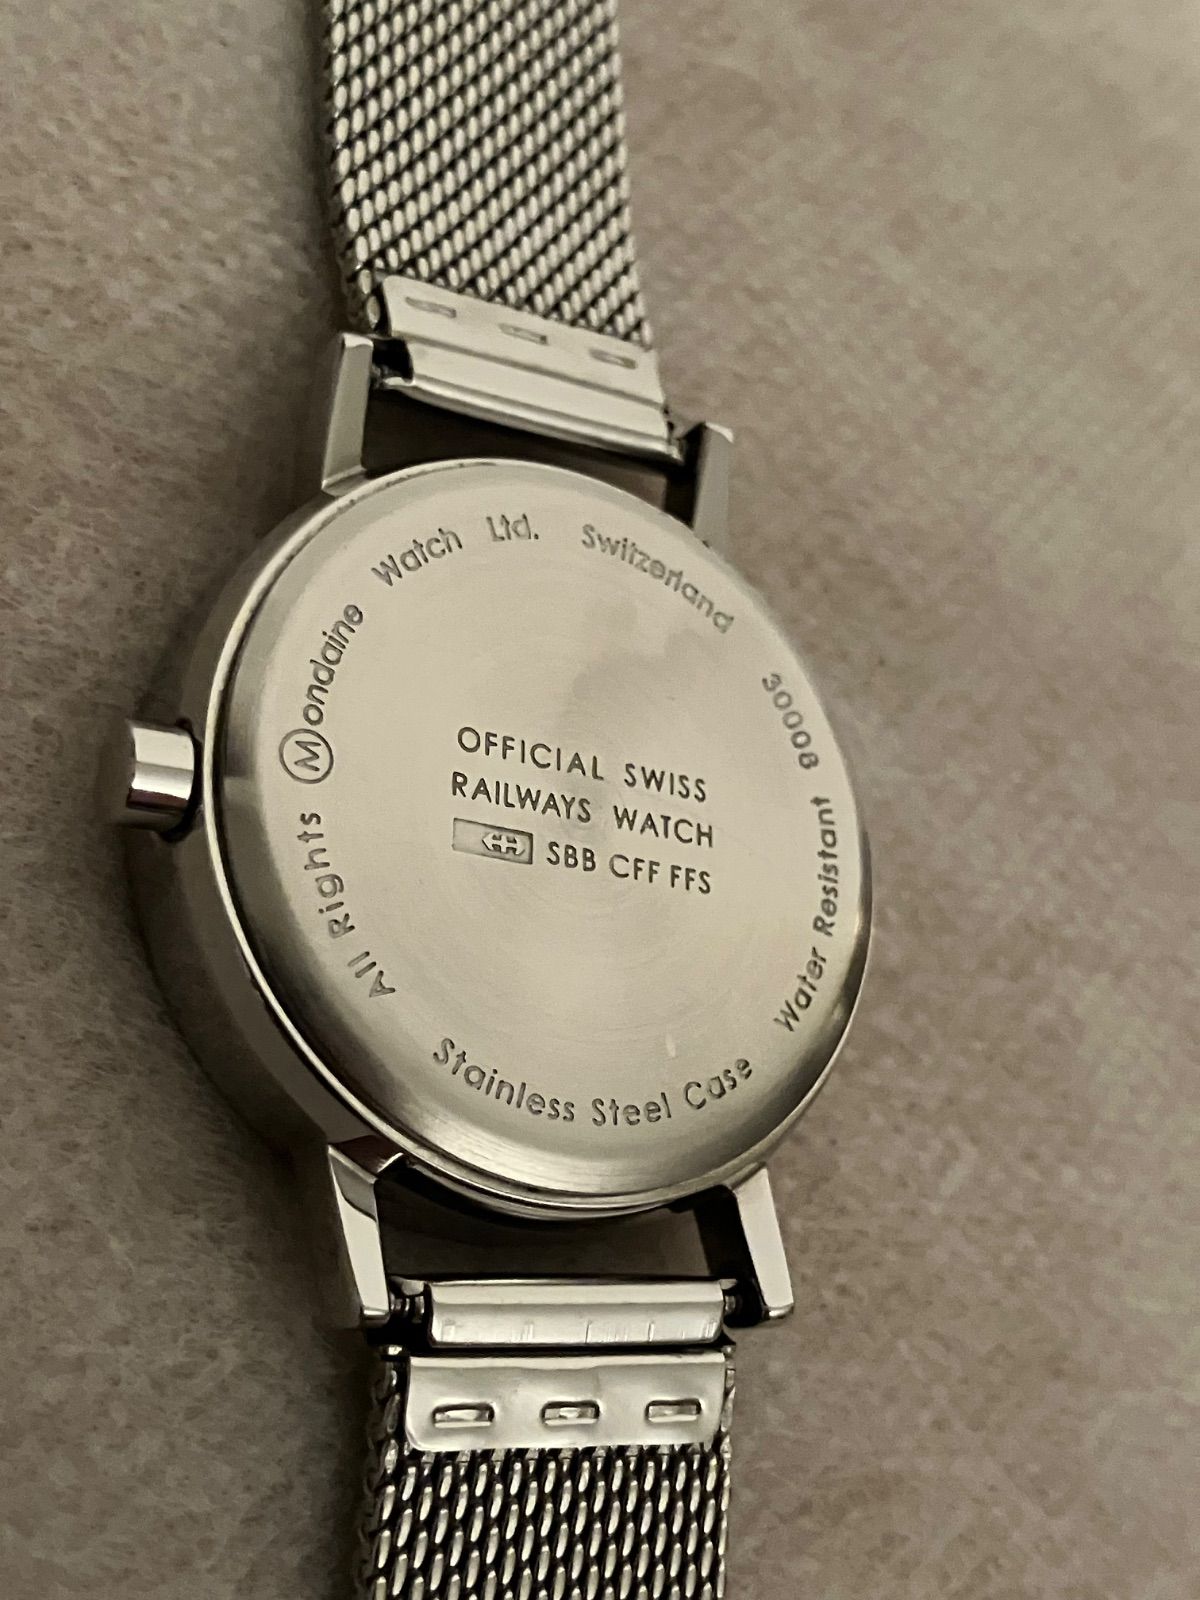 OFFICIAL SWISS
RAILWAYS WATCH
SBB CFF FFS
All Rights Mondaine Watch Ltd. Switzerland
30008
Water Resistant
Stainless Steel Case